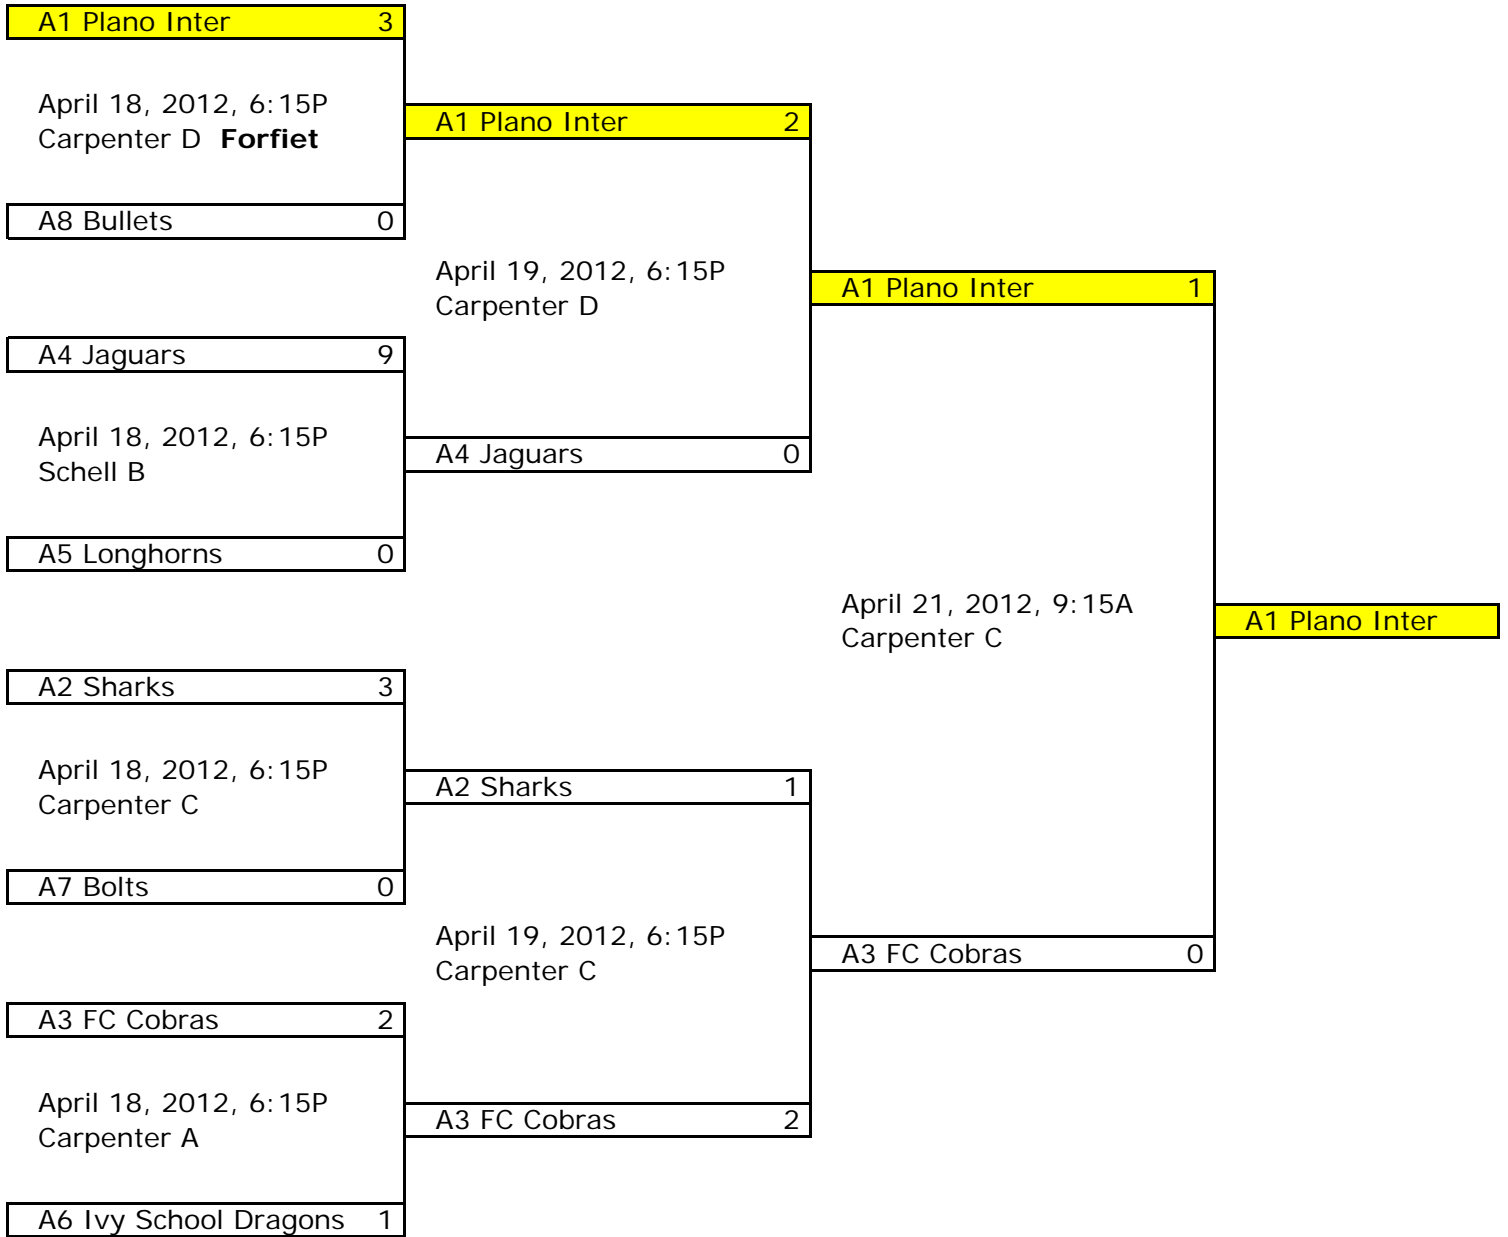 A1 Plano Inter 3
April 18, 2012, 6:15P
Carpenter D Forfiet
A8 Bullets 0
A4 Jaguars 9
April 18, 2012, 6:15P
Schell B
A5 Longhorns 0
A2 Sharks 3
April 18, 2012, 6:15P
Carpenter C
A7 Bolts 0
A3 FC Cobras 2
April 18, 2012, 6:15P
Carpenter A
A6 Ivy School Dragons 1
A1 Plano Inter 2
April 19, 2012, 6:15P
Carpenter D
A4 Jaguars 0
A2 Sharks 1
April 19, 2012, 6:15P
Carpenter C
A3 FC Cobras 2
A1 Plano Inter 1
April 21, 2012, 9:15A
Carpenter C
A3 FC Cobras 0
A1 Plano Inter